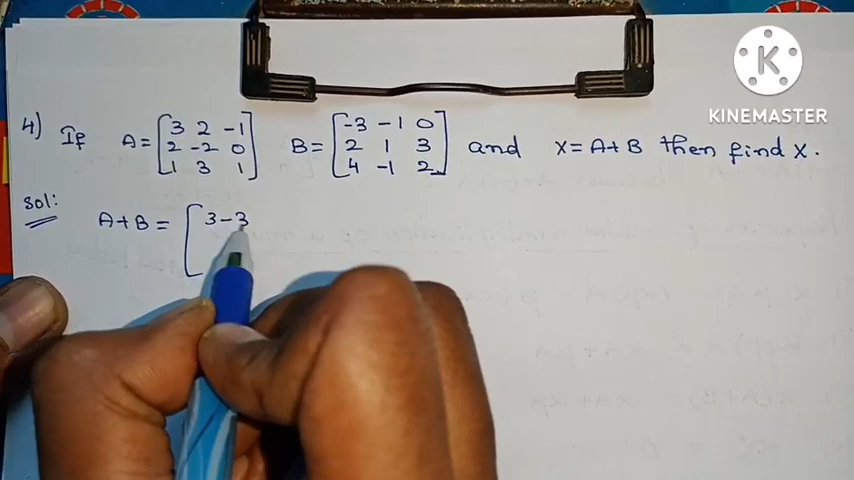 KINEMASTER
4) If A = [3 2 -1 B = [-3 -1 0 and X = A+B then find X.
2 -2 0 2 1 3
1 3 1] 4 -1 2]
Sol:
A+B = [3-3